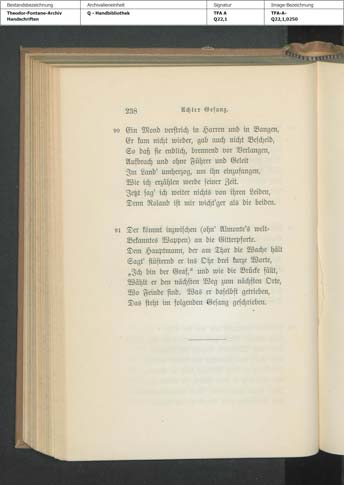 Bestandsbezeichnung
Archivalieneinheit
Signatur
Image-Bezeichnung
Theodor-Fontane-Archiv
Handschriften
Q - Handbibliothek
TFA A
Q22,1
TFA-A-
Q22,1,0250
238 Achter Gesang.
90 Ein Mond verstrich in Harren und in Bangen,
Er kam nicht wieder, gab auch nicht Bescheid,
So daß sie endlich, brennend vor Verlangen,
Aufbrach und ohne Führer und Geleit
Im Land' umherzog, um ihn einzufangen,
Wie ich erzählen werde seiner Zeit.
Jetzt sag' ich weiter nichts von ihren Leiden,
Denn Roland ist mir wicht'ger als die beiden.
91 Der kömmt inzwischen (ohn' Almonte's welt-
Bekanntes Wappen) an die Gitterpforte.
Dem Hauptmann, der am Thor die Wache hält
Sagt' flüsternd er ins Ohr drei kurze Worte,
„Ich bin der Graf,“ und wie die Brücke fällt,
Wählt er den nächsten Weg zum nächsten Orte,
Wo Feinde sind. Was er daselbst getrieben,
Das steht im folgenden Gesang geschrieben.